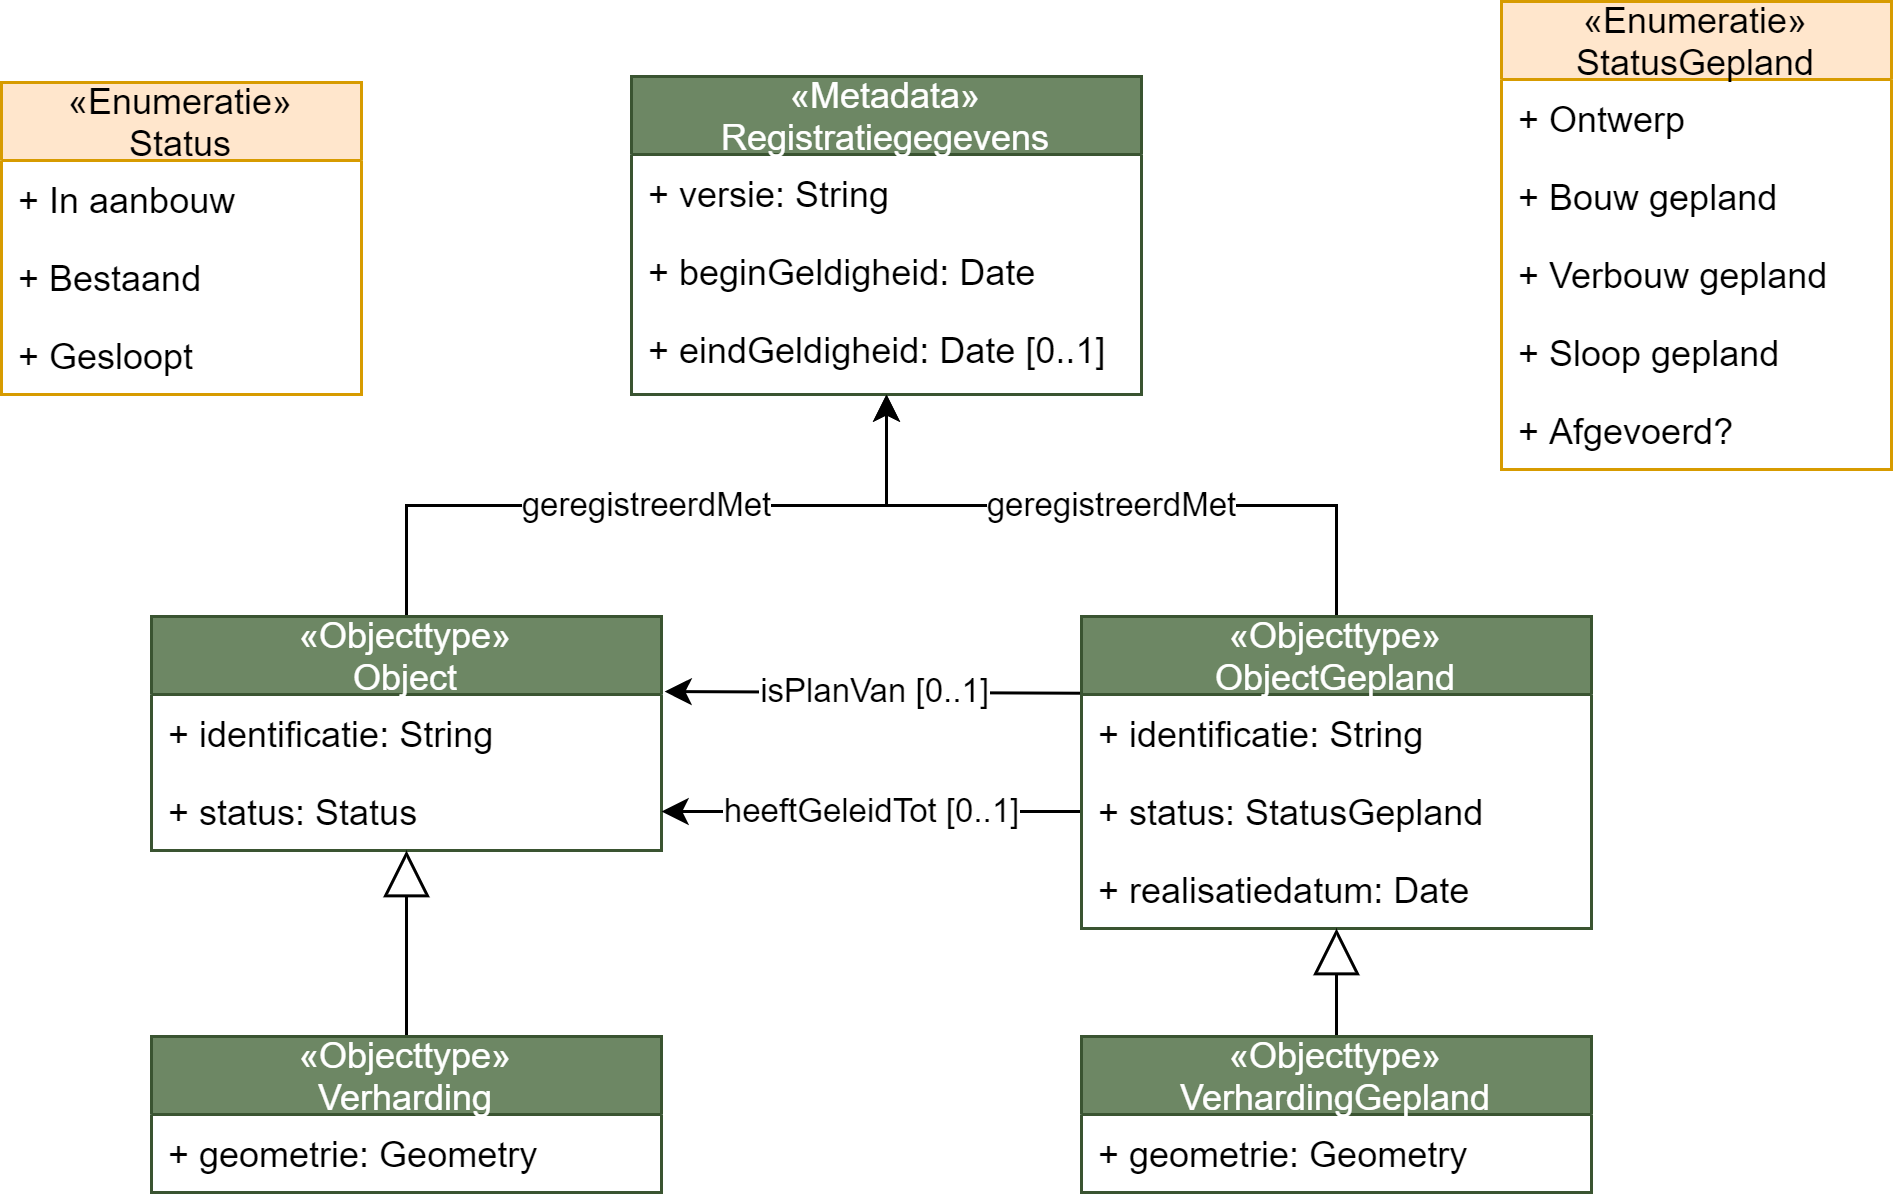 «Enumeratie»
Status
+ In aanbouw
+ Bestaand
+ Gesloopt
«Metadata»
Registratiegegevens
+ versie: String
+ beginGeldigheid: Date
+ eindGeldigheid: Date [0..1]
«Enumeratie»
StatusGepland
+ Ontwerp
+ Bouw gepland
+ Verbouw gepland
+ Sloop gepland
+ Afgevoerd?
geregistreerdMet
geregistreerdMet
«Objecttype»
Object
+ identificatie: String
+ status: Status
isPlanVan [0..1]
heeftGeleidTot [0..1]
«Objecttype»
ObjectGepland
+ identificatie: String
+ status: StatusGepland
+ realisatiedatum: Date
«Objecttype»
Verharding
+ geometrie: Geometry
«Objecttype»
VerhardingGepland
+ geometrie: Geometry